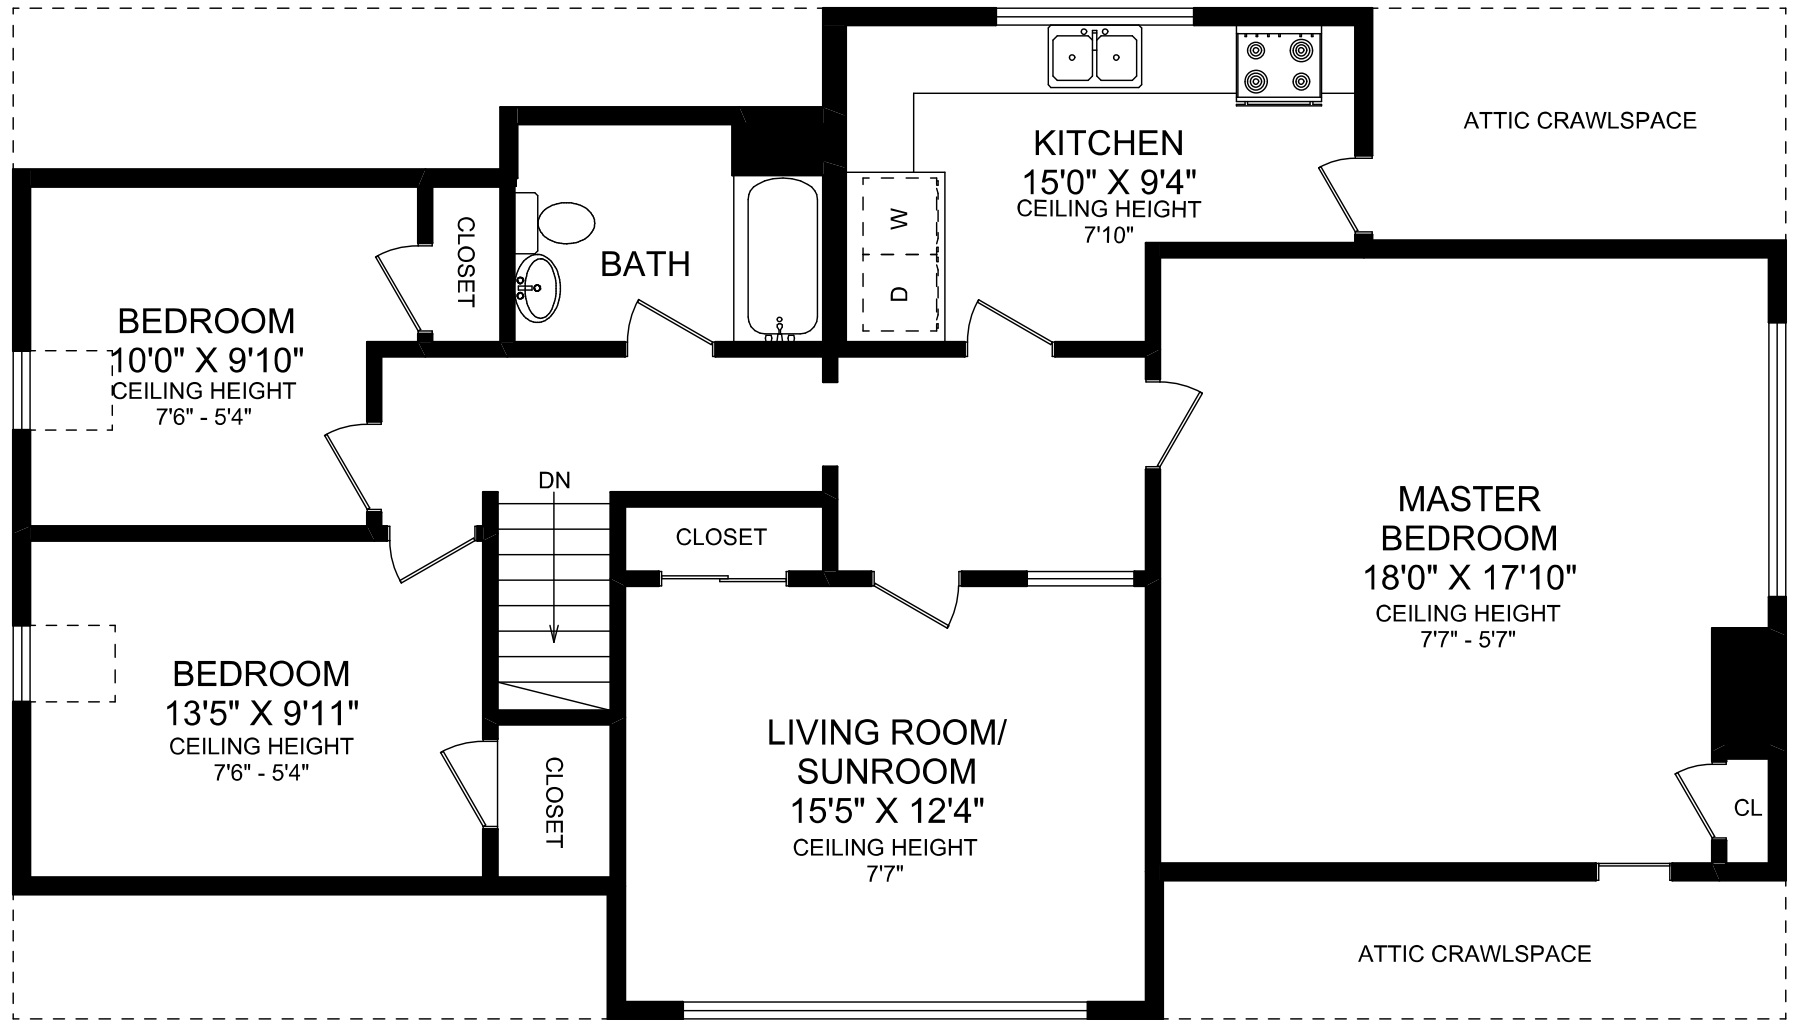 ATTIC CRAWLSPACE
KITCHEN
15'0" X 9'4"
CEILING HEIGHT
7'10"
W
D
BATH
CLOSET
BEDROOM
10'0" X 9'10"
CEILING HEIGHT
7'6" - 5'4"
DN
CLOSET
MASTER
BEDROOM
18'0" X 17'10"
CEILING HEIGHT
7'7" - 5'7"
BEDROOM
13'5" X 9'11"
CEILING HEIGHT
7'6" - 5'4"
CLOSET
LIVING ROOM/
SUNROOM
15'5" X 12'4"
CEILING HEIGHT
7'7"
CL
ATTIC CRAWLSPACE